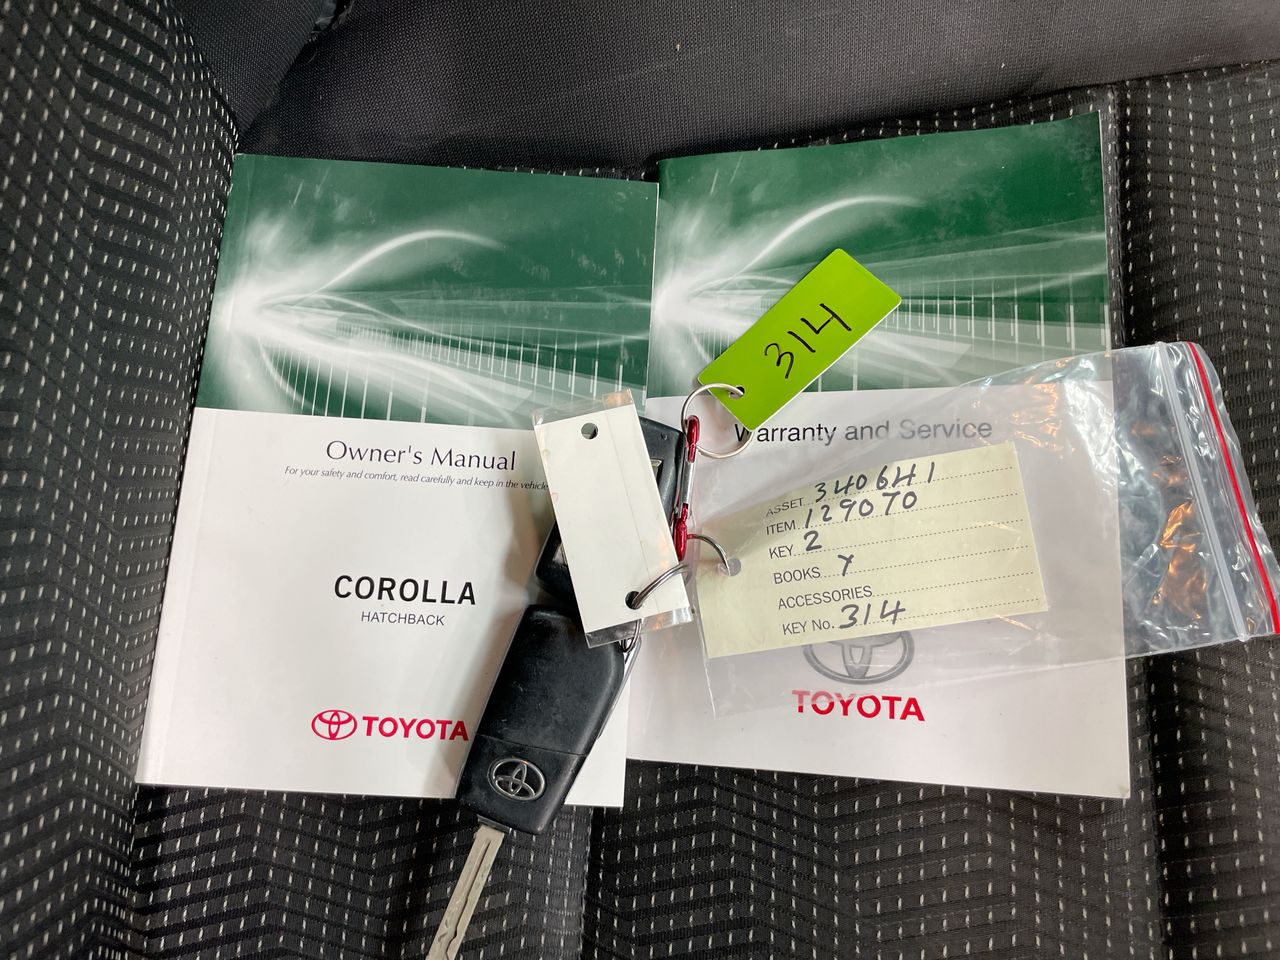 Owner's Manual
For your safety and comfort, read carefully and keep in the vehicle
COROLLA
HATCHBACK
TOYOTA
314
Warranty and Service
ASSET 340641
ITEM 129070
KEY 2
BOOKS Y
ACCESSORIES
KEY No. 314
TOYOTA